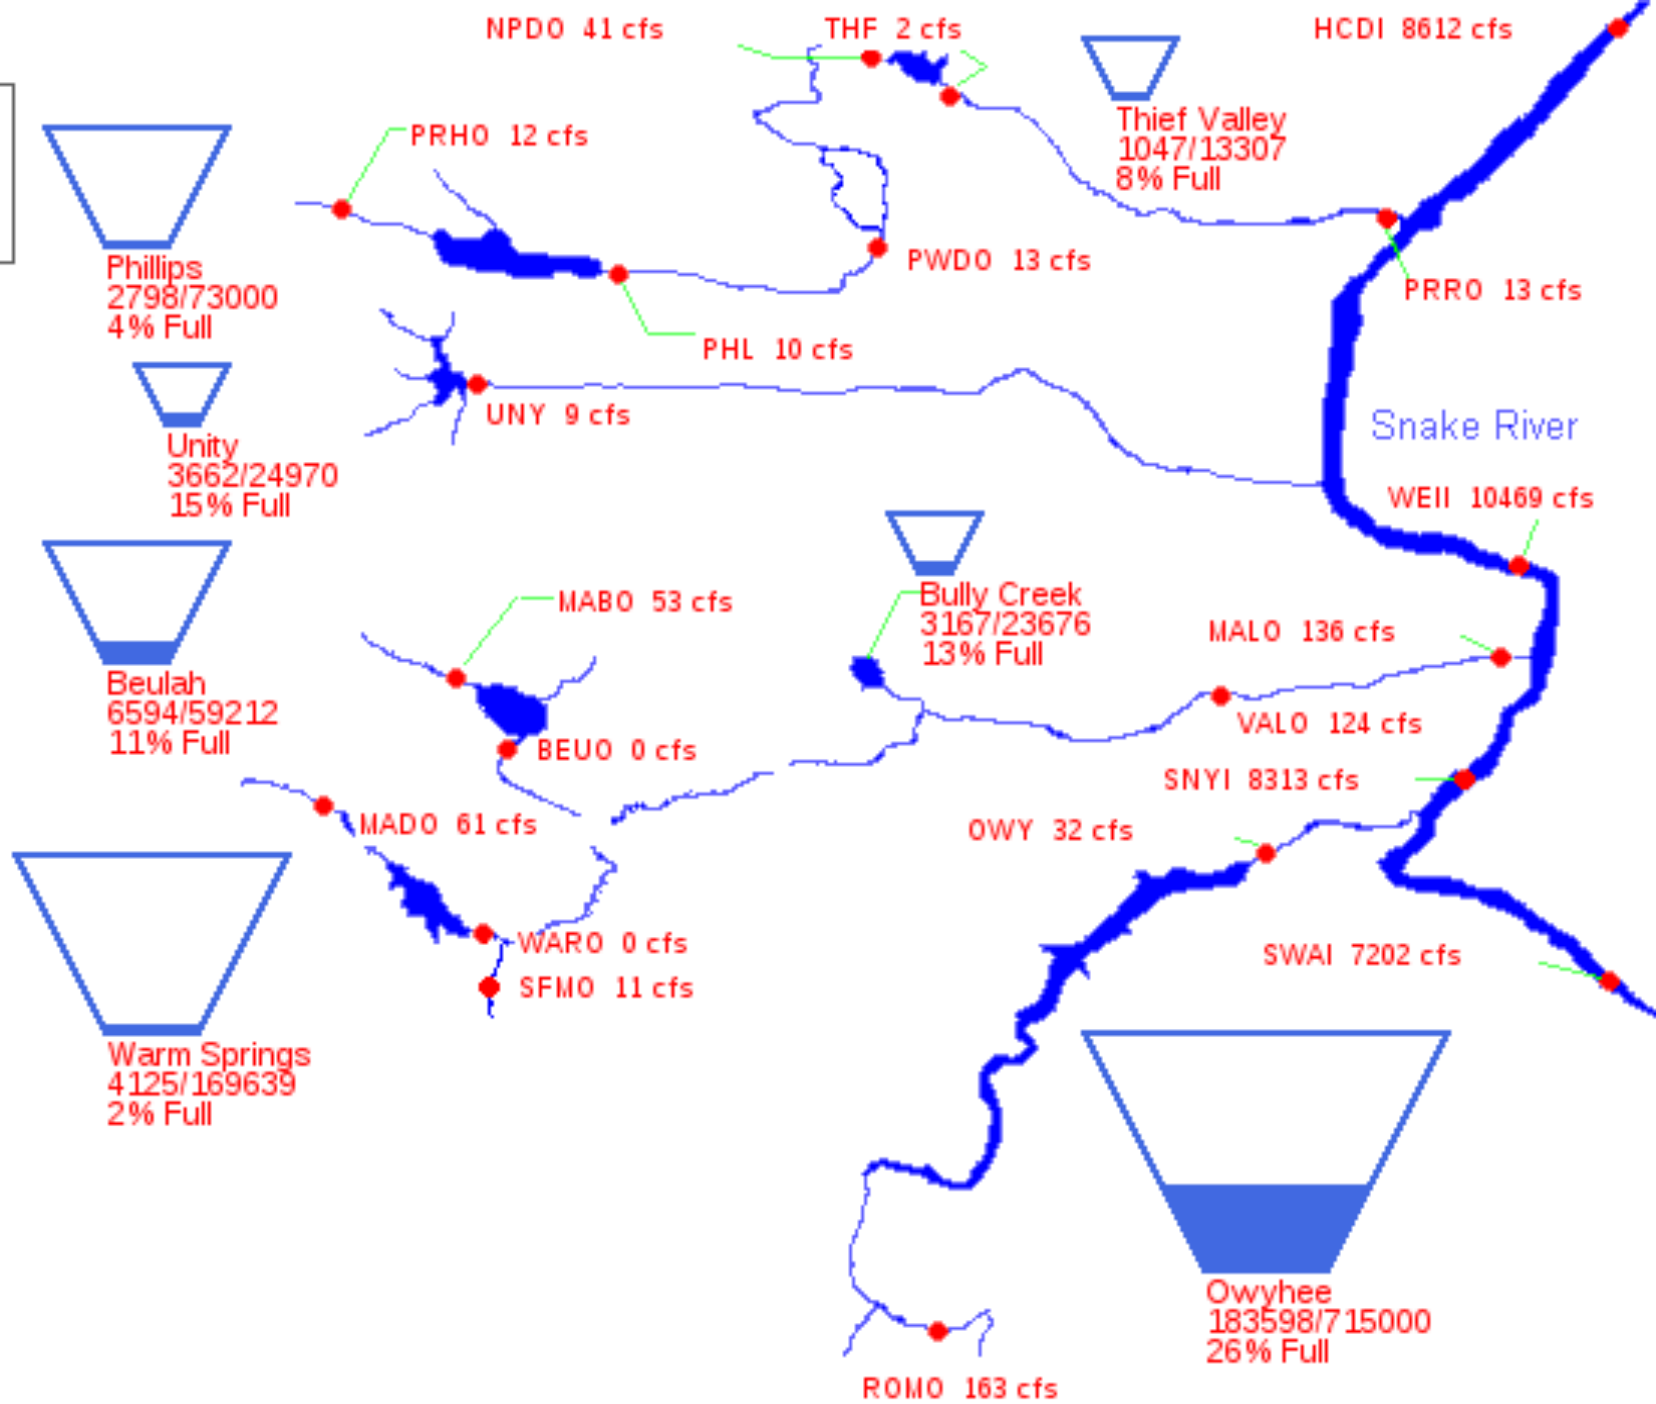 NPDO 41 cfs
THF 2 cfs
HCDI 8612 cfs
Thief Valley
1047/13307
8% Full
PRHO 12 cfs
Phillips
2798/73000
4% Full
PWDO 13 cfs
PRRO 13 cfs
PHL 10 cfs
UNY 9 cfs
Unity
3662/24970
15% Full
Snake River
WEII 10469 cfs
Bully Creek
3167/23676
13% Full
MABO 53 cfs
MALO 136 cfs
Beulah
6594/59212
11% Full
VALO 124 cfs
BEUO 0 cfs
SNYI 8313 cfs
MADO 61 cfs
OWY 32 cfs
WARO 0 cfs
SWAI 7202 cfs
SFMO 11 cfs
Warm Springs
4125/169639
2% Full
Owyhee
183598/715000
26% Full
ROMO 163 cfs